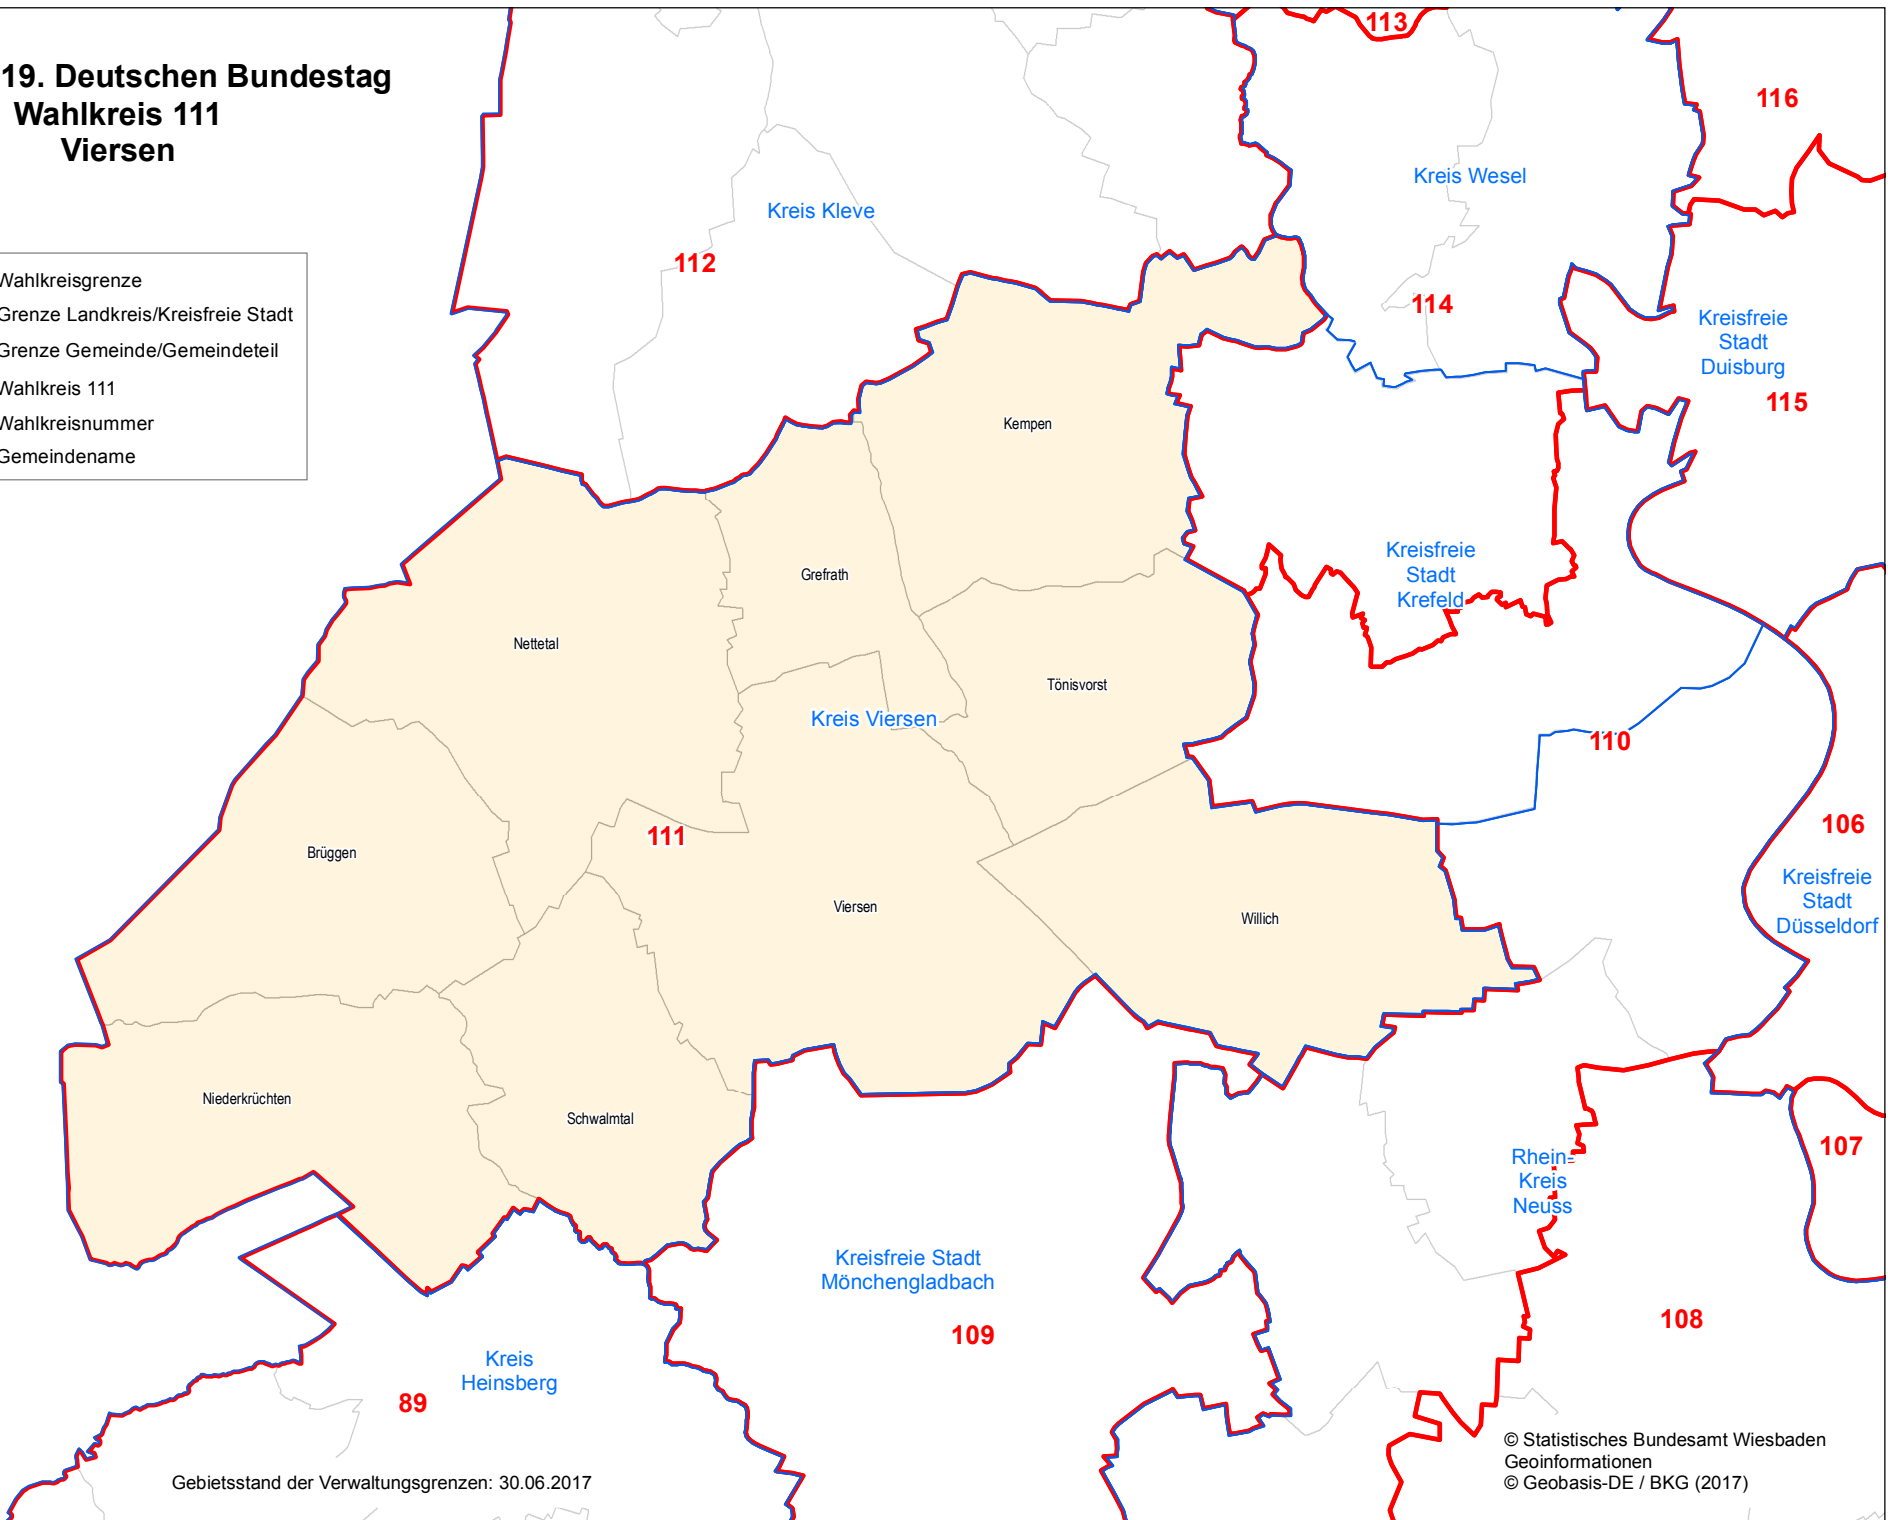 19. Deutschen Bundestag
Wahlkreis 111
Viersen
Wahlkreisgrenze
Grenze Landkreis/Kreisfreie Stadt
Grenze Gemeinde/Gemeindeteil
Wahlkreis 111
Wahlkreisnummer
Gemeindename
113
116
Kreis Wesel
Kreis Kleve
112
114
Kreisfreie
Stadt
Duisburg
115
Kempen
Kreisfreie
Stadt
Krefeld
Grefrath
Nettetal
Tönisvorst
Kreis Viersen
110
106
111
Brüggen
Kreisfreie
Stadt
Düsseldorf
Viersen
Willich
Niederkrüchten
Schwalmtal
107
Rhein-
Kreis
Neuss
Kreisfreie Stadt
Mönchengladbach
109
108
Kreis
Heinsberg
89
Gebietsstand der Verwaltungsgrenzen: 30.06.2017
© Statistisches Bundesamt Wiesbaden
Geoinformationen
© Geobasis-DE / BKG (2017)